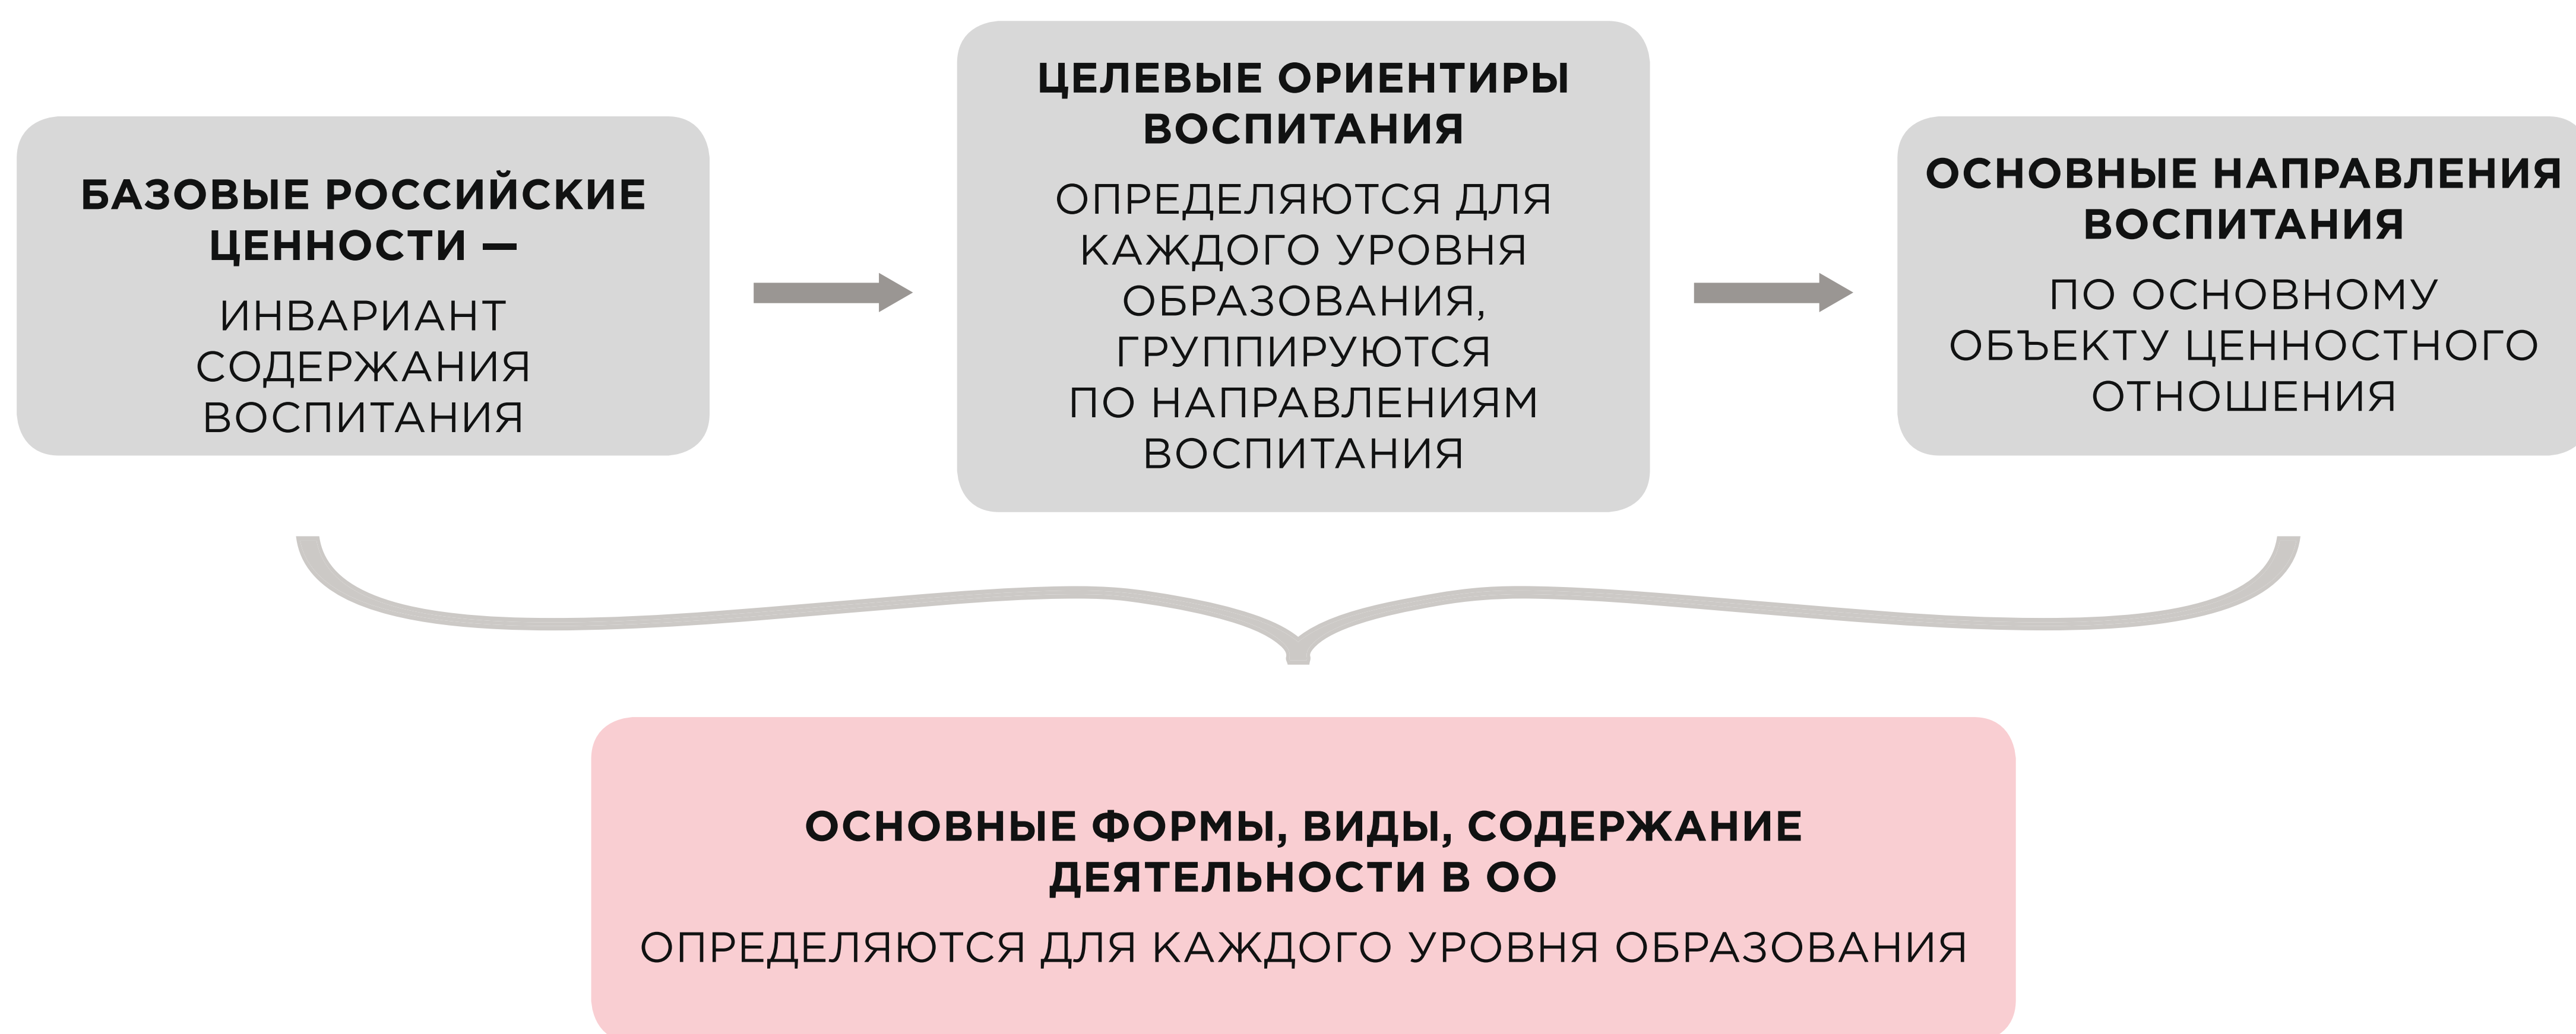 БАЗОВЫЕ РОССИЙСКИЕ
ЦЕННОСТИ —
ИНВАРИАНТ
СОДЕРЖАНИЯ
ВОСПИТАНИЯ
ЦЕЛЕВЫЕ ОРИЕНТИРЫ
ВОСПИТАНИЯ
ОПРЕДЕЛЯЮТСЯ ДЛЯ
КАЖДОГО УРОВНЯ
ОБРАЗОВАНИЯ,
ГРУППИРУЮТСЯ
ПО НАПРАВЛЕНИЯМ
ВОСПИТАНИЯ
ОСНОВНЫЕ НАПРАВЛЕНИЯ
ВОСПИТАНИЯ
ПО ОСНОВНОМУ
ОБЪЕКТУ ЦЕННОСТНОГО
ОТНОШЕНИЯ
ОСНОВНЫЕ ФОРМЫ, ВИДЫ, СОДЕРЖАНИЕ
ДЕЯТЕЛЬНОСТИ В ОО
ОПРЕДЕЛЯЮТСЯ ДЛЯ КАЖДОГО УРОВНЯ ОБРАЗОВАНИЯ